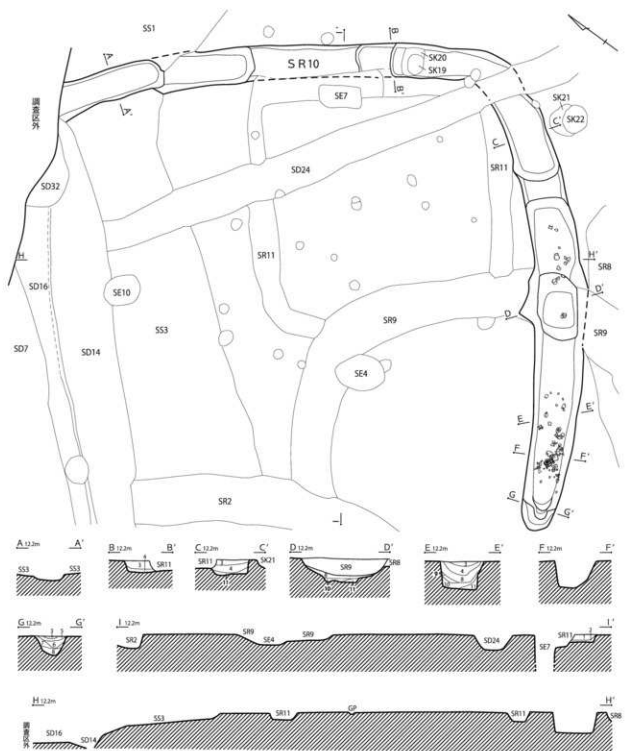 SS1
A
I'
B
SR10
SK20
SK19
A'
SE7
B'
SK21
C'
SK22
調査区外
C
SD24
SR11
SD32
SR11
H
H'
SR8
SD16
SE10
D'
SS3
SR9
D
SR9
SD7
SD14
SE4
E
E'
F
F'
G
SR2
I
G'
A 12.2m A'
SS3 SS3
B 12.2m B'
SR11
C 12.2m C'
SR11 SK21
D 12.2m D'
SR9 SR8
E 12.2m E'
F 12.2m F'
G 12.2m G'
I 12.2m I'
SR2 SR9 SE4 SR9 SD24 SE7 SR11
H 12.2m H'
調査区外 SD16 SD14 SS3 SR11 GP SR11 SR8